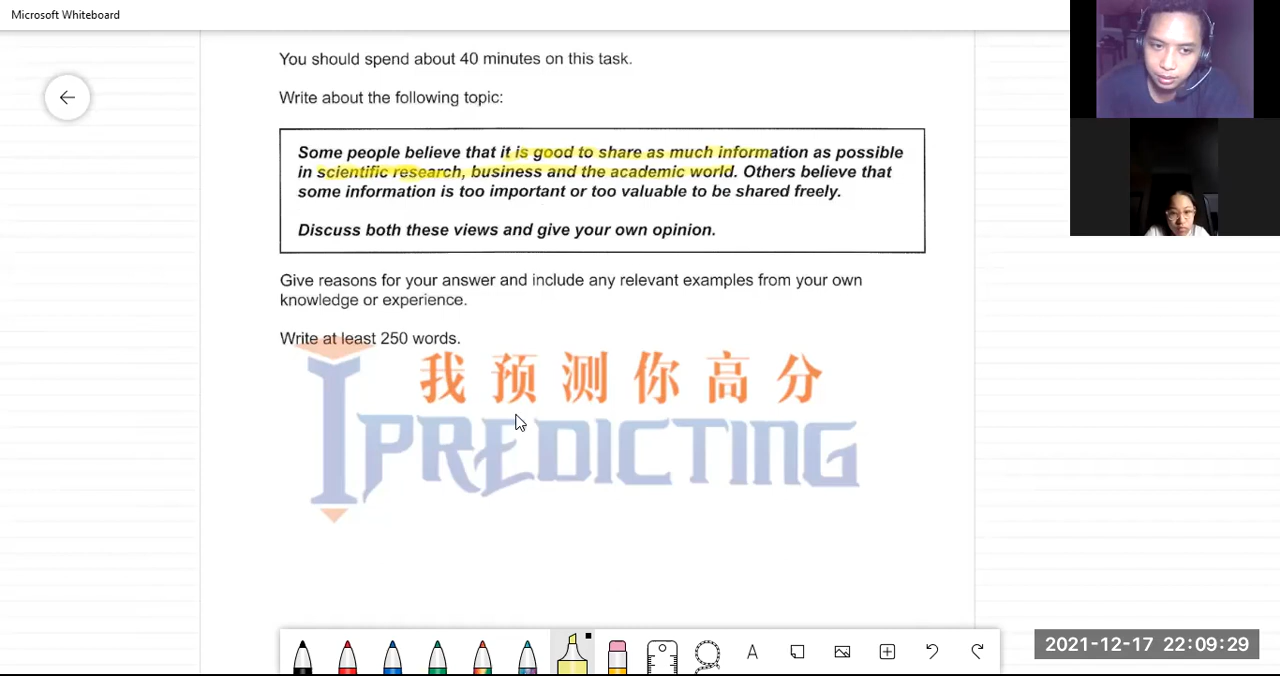 Microsoft Whiteboard
You should spend about 40 minutes on this task.
Write about the following topic:
Some people believe that it is good to share as much information as possible
in scientific research, business and the academic world. Others believe that
some information is too important or too valuable to be shared freely.
Discuss both these views and give your own opinion.
Give reasons for your answer and include any relevant examples from your own
knowledge or experience.
Write at least 250 words.
我预测你高分
IPREDICTING
2021-12-17 22:09:29